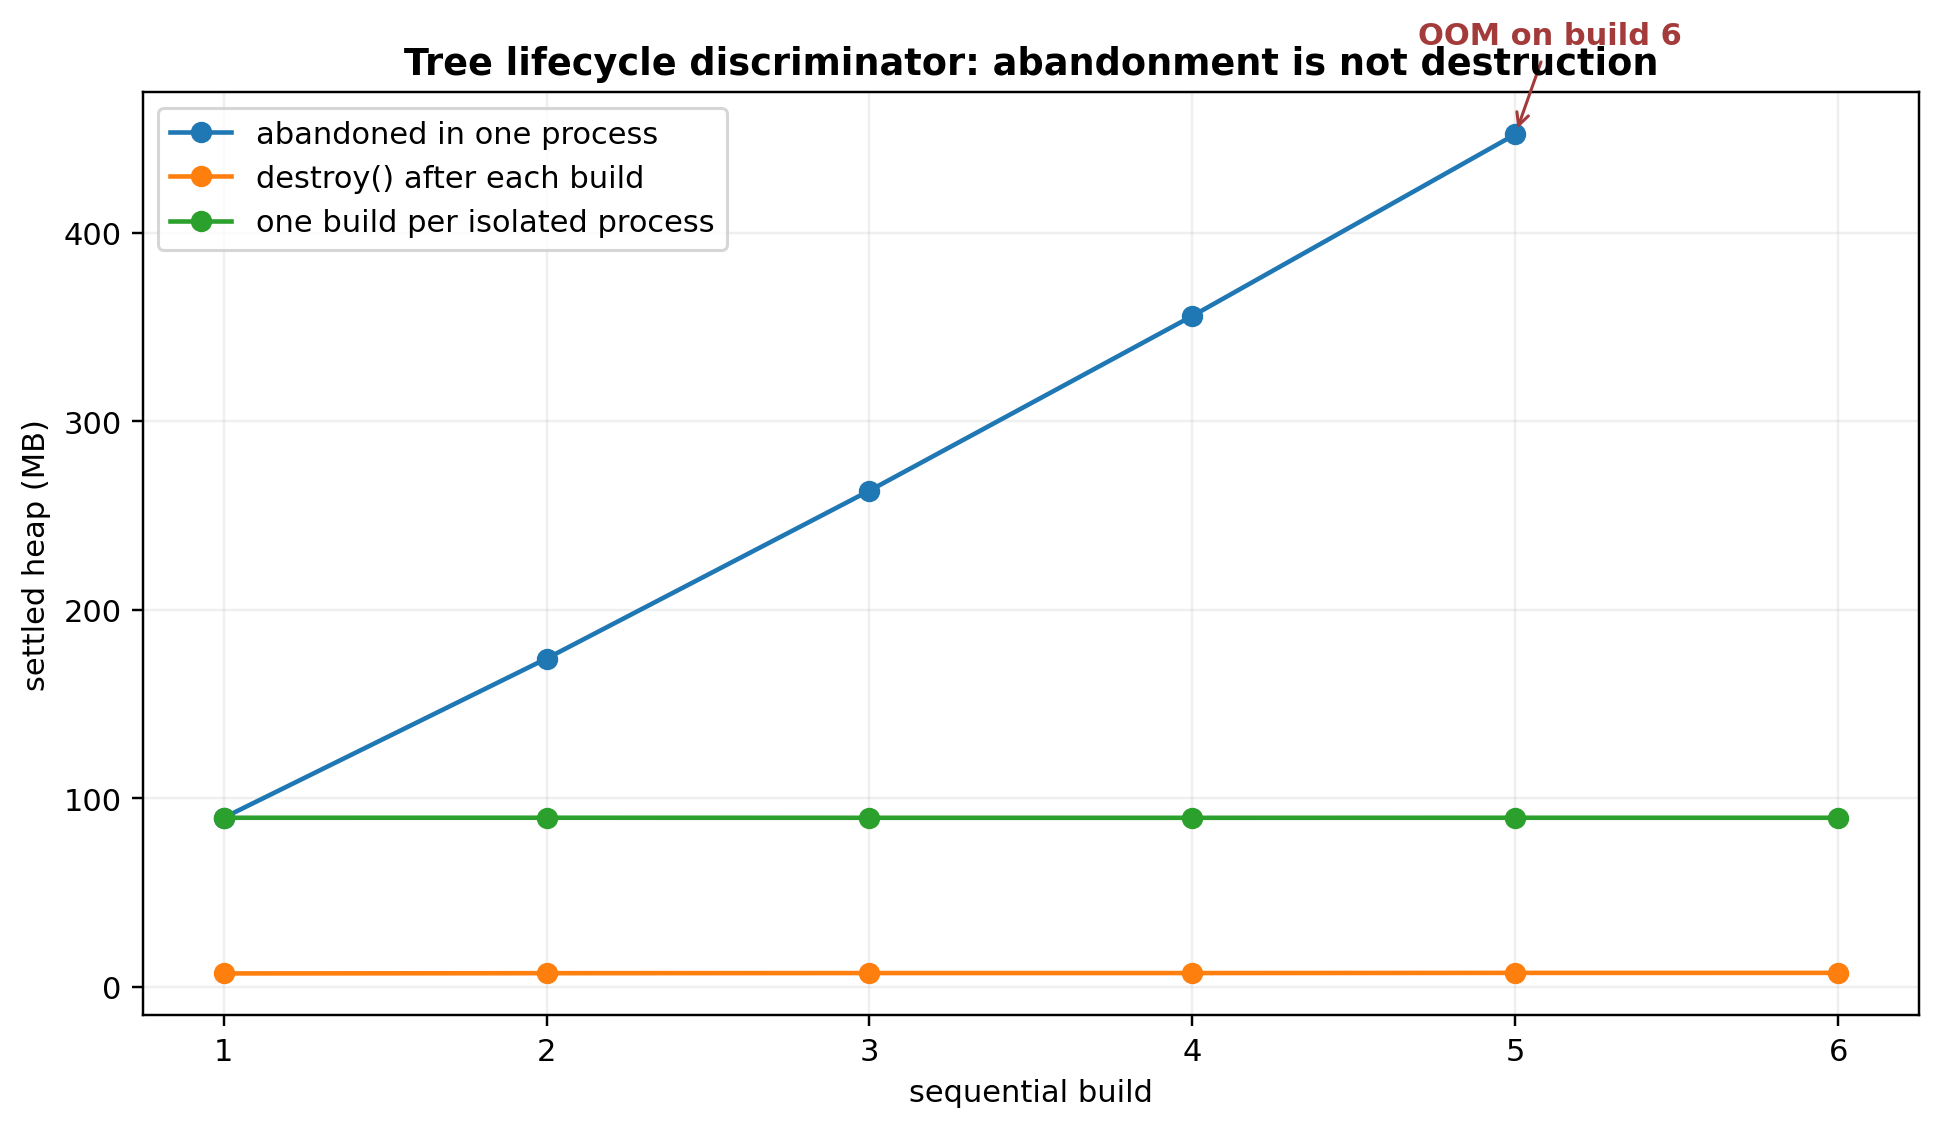 OOM on build 6
Tree lifecycle discriminator: abandonment is not destruction
abandoned in one process
destroy() after each build
one build per isolated process
settled heap (MB)
400
300
200
100
0
1 2 3 4 5 6
sequential build